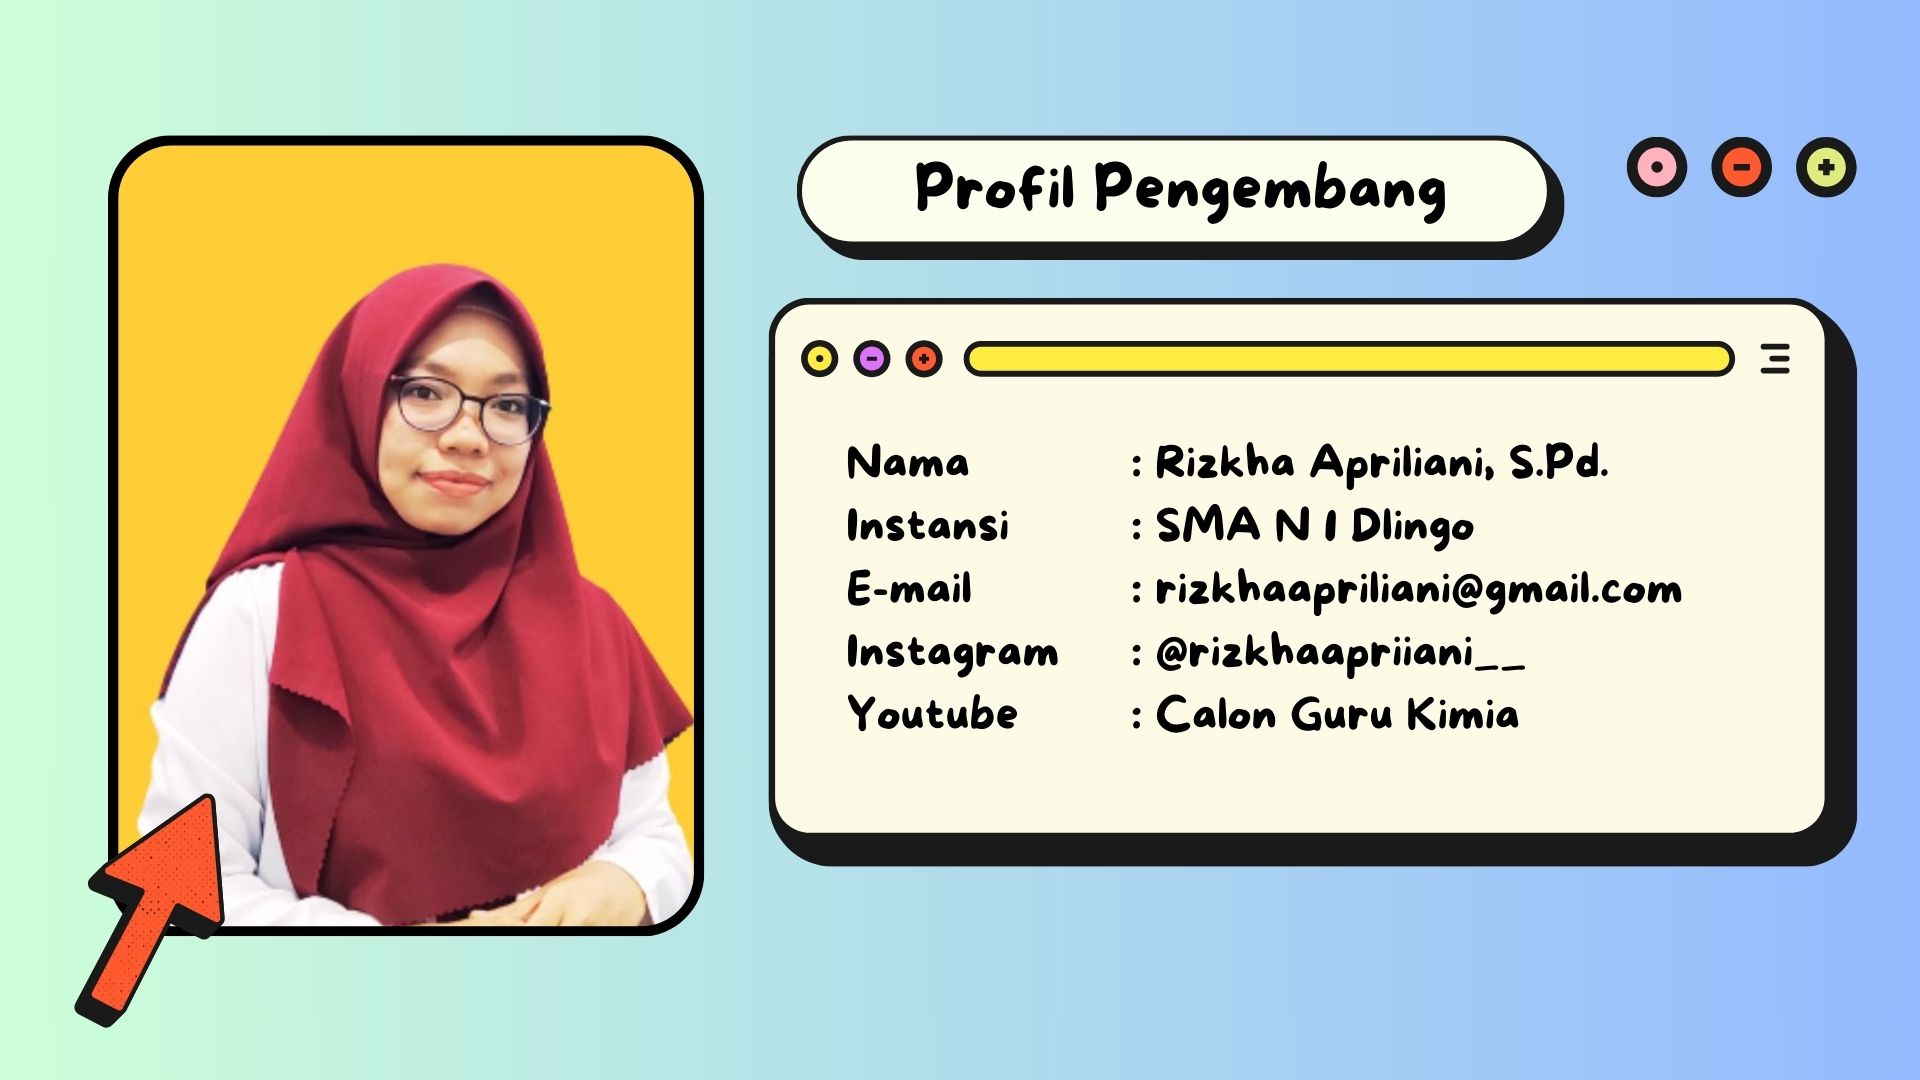 Profil Pengembang
Nama : Rizkha Apriliani, S.Pd.
Instansi : SMA N 1 Dlingo
E-mail : rizkhaapriliani@gmail.com
Instagram : @rizkhaapriiani__
Youtube : Calon Guru Kimia